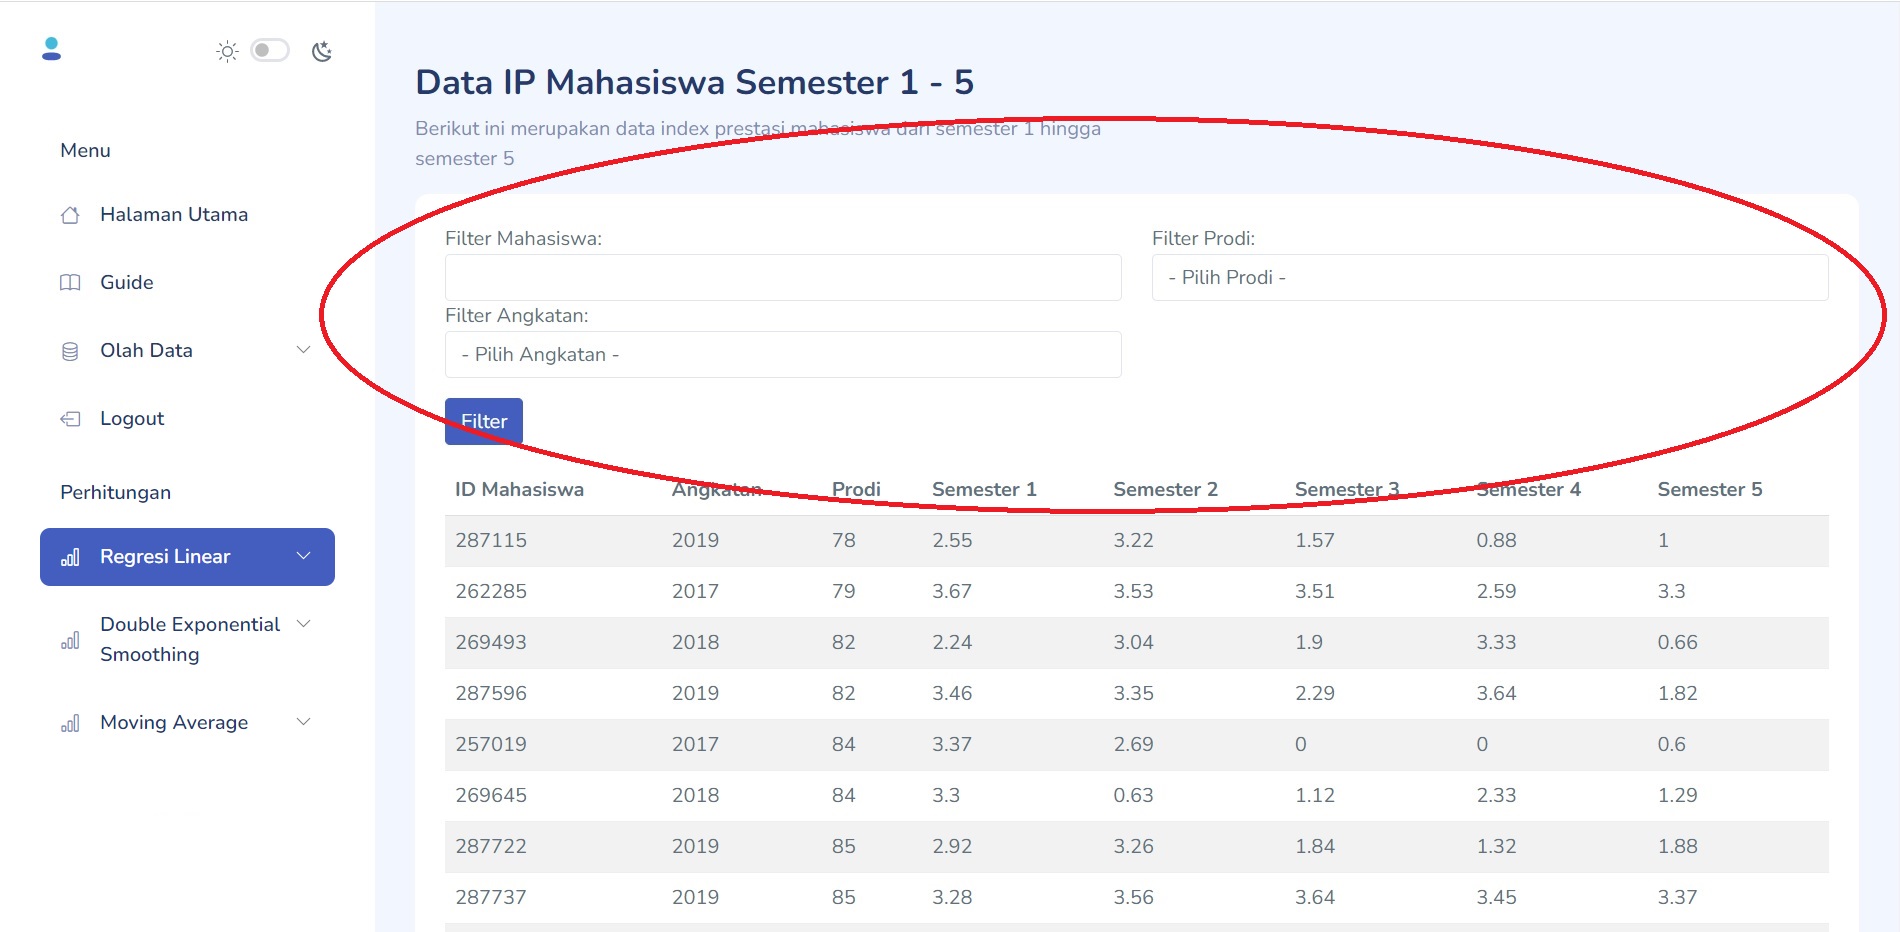 Data IP Mahasiswa Semester 1 - 5
Berikut ini merupakan data index prestasi mahasiswa dari semester 1 hingga
semester 5
Menu
Halaman Utama
Guide
Olah Data
Logout
Perhitungan
Regresi Linear
Double Exponential
Smoothing
Moving Average
Filter Mahasiswa:
Filter Prodi:
- Pilih Prodi -
Filter Angkatan:
- Pilih Angkatan -
Filter
ID Mahasiswa Angkatan Prodi Semester 1 Semester 2 Semester 3 Semester 4 Semester 5
287115 2019 78 2.55 3.22 1.57 0.88 1
262285 2017 79 3.67 3.53 3.51 2.59 3.3
269493 2018 82 2.24 3.04 1.9 3.33 0.66
287596 2019 82 3.46 3.35 2.29 3.64 1.82
257019 2017 84 3.37 2.69 0 0 0.6
269645 2018 84 3.3 0.63 1.12 2.33 1.29
287722 2019 85 2.92 3.26 1.84 1.32 1.88
287737 2019 85 3.28 3.56 3.64 3.45 3.37